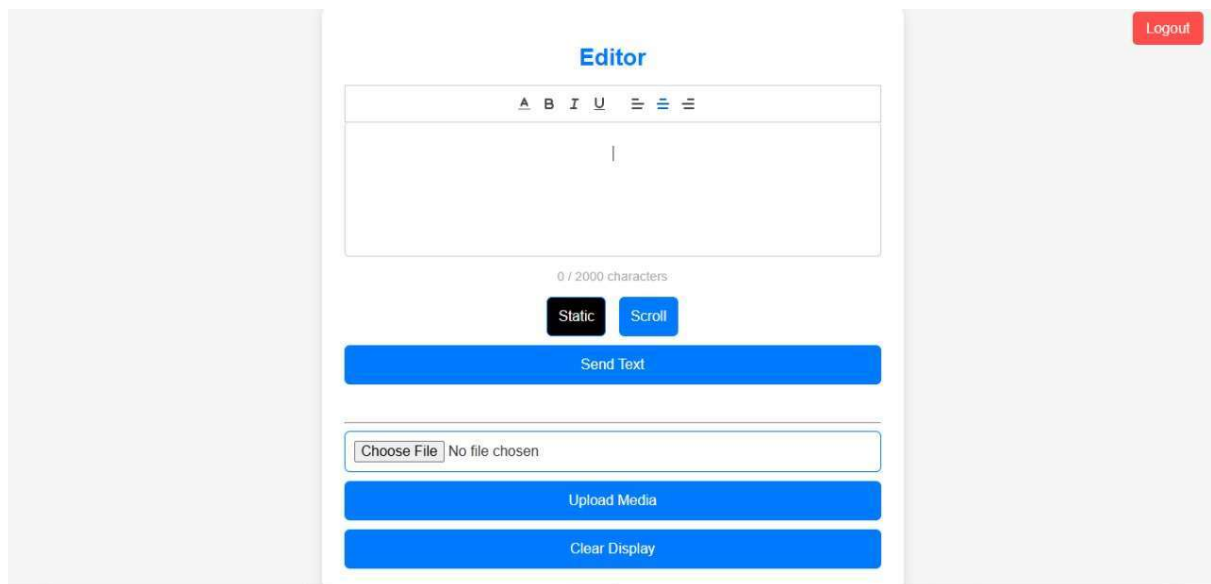 Logout
Editor
A B I U
0 / 2000 characters
Static Scroll
Send Text
Choose File No file chosen
Upload Media
Clear Display